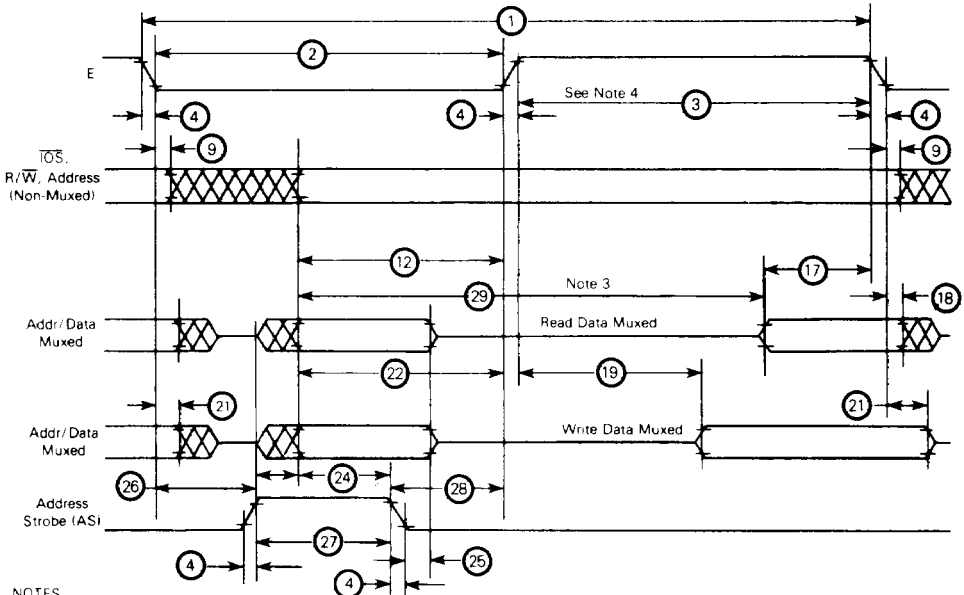 1
2
E
See Note 4
3
4 4 4
9 9
IOS,
R/W, Address
(Non-Muxed)
12
17
29 Note 3
18
Addr/Data
Muxed
Read Data Muxed
22
19
21 21
Addr/Data
Muxed
Write Data Muxed
26
24
28
Address
Strobe (AS)
27
4
4
25
NOTES